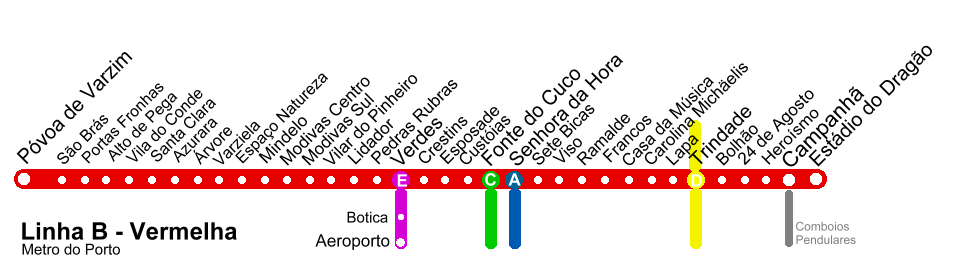 Póvoa de Varzim
São Brás
Portas Fronhas
Alto de Pega
Vila do Conde
Santa Clara
Azurara
Árvore
Varziela
Espaço Natureza
Mindelo
Modivas Centro
Modivas Sul
Vilar do Pinheiro
Lidador
Pedras Rubras
Verdes
Crestins
Esposade
Custóias
Fonte do Cuco
Senhora da Hora
Sete Bicas
Viso
Ramalde
Francos
Casa da Música
Carolina Michäelis
Lapa
Trindade
Bolhão
24 de Agosto
Heroísmo
Campanhã
Estádio do Dragão
E
C
A
D
Botica
Aeroporto
Linha B - Vermelha
Metro do Porto
Comboios
Pendulares